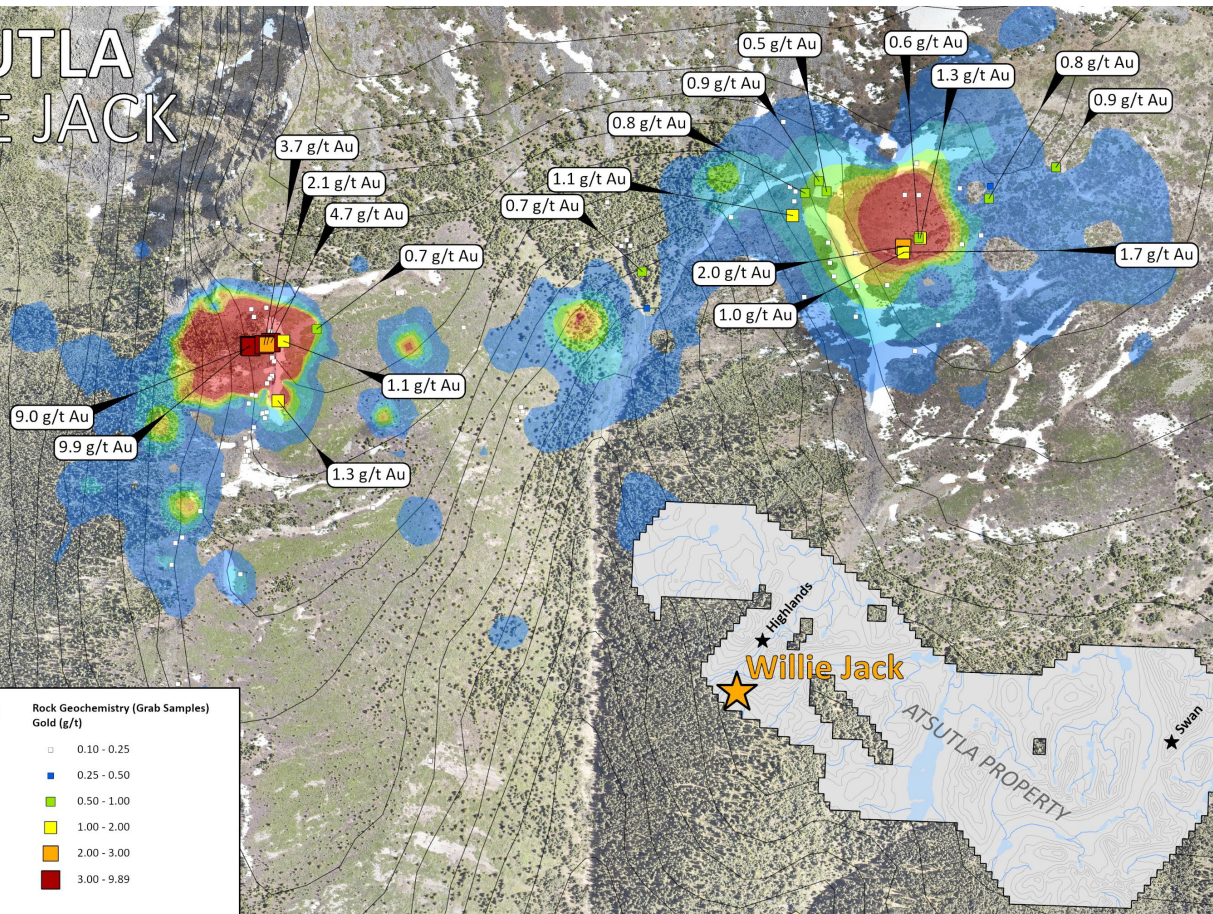 UTLA
E JACK
0.5 g/t Au
0.6 g/t Au
0.9 g/t Au
1.3 g/t Au
0.8 g/t Au
0.9 g/t Au
0.8 g/t Au
3.7 g/t Au
2.1 g/t Au
4.7 g/t Au
1.1 g/t Au
0.7 g/t Au
0.7 g/t Au
2.0 g/t Au
1.7 g/t Au
1.0 g/t Au
1.1 g/t Au
9.0 g/t Au
9.9 g/t Au
1.3 g/t Au
Highlands
Willie Jack
ATSUTLA PROPERTY
Swan
Rock Geochemistry (Grab Samples)
Gold (g/t)
0.10 - 0.25
0.25 - 0.50
0.50 - 1.00
1.00 - 2.00
2.00 - 3.00
3.00 - 9.89